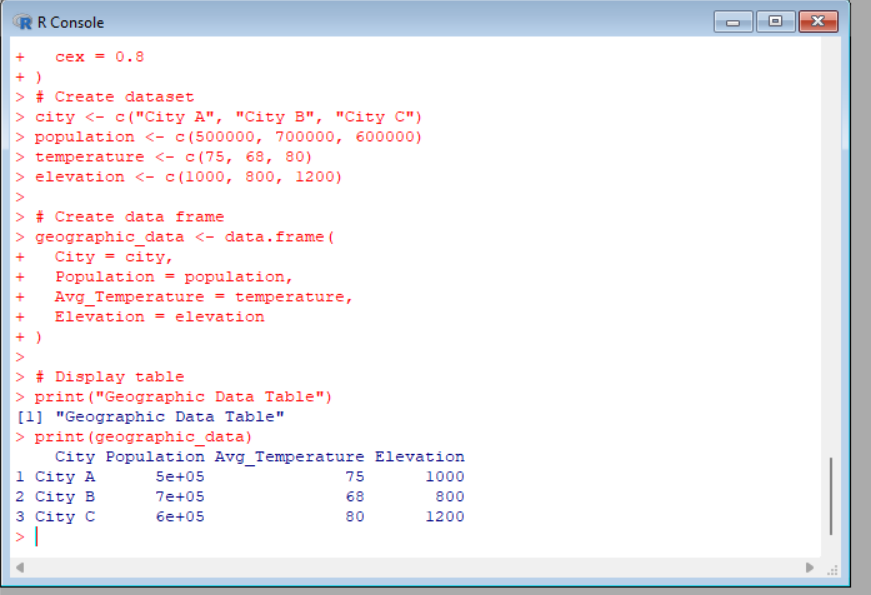 R Console
+   cex = 0.8
+ )
> # Create dataset
> city <- c("City A", "City B", "City C")
> population <- c(500000, 700000, 600000)
> temperature <- c(75, 68, 80)
> elevation <- c(1000, 800, 1200)
>
> # Create data frame
> geographic_data <- data.frame(
+   City = city,
+   Population = population,
+   Avg_Temperature = temperature,
+   Elevation = elevation
+ )
>
> # Display table
> print("Geographic Data Table")
[1] "Geographic Data Table"
> print(geographic_data)
    City Population Avg_Temperature Elevation
1 City A      5e+05              75      1000
2 City B      7e+05              68       800
3 City C      6e+05              80      1200
>